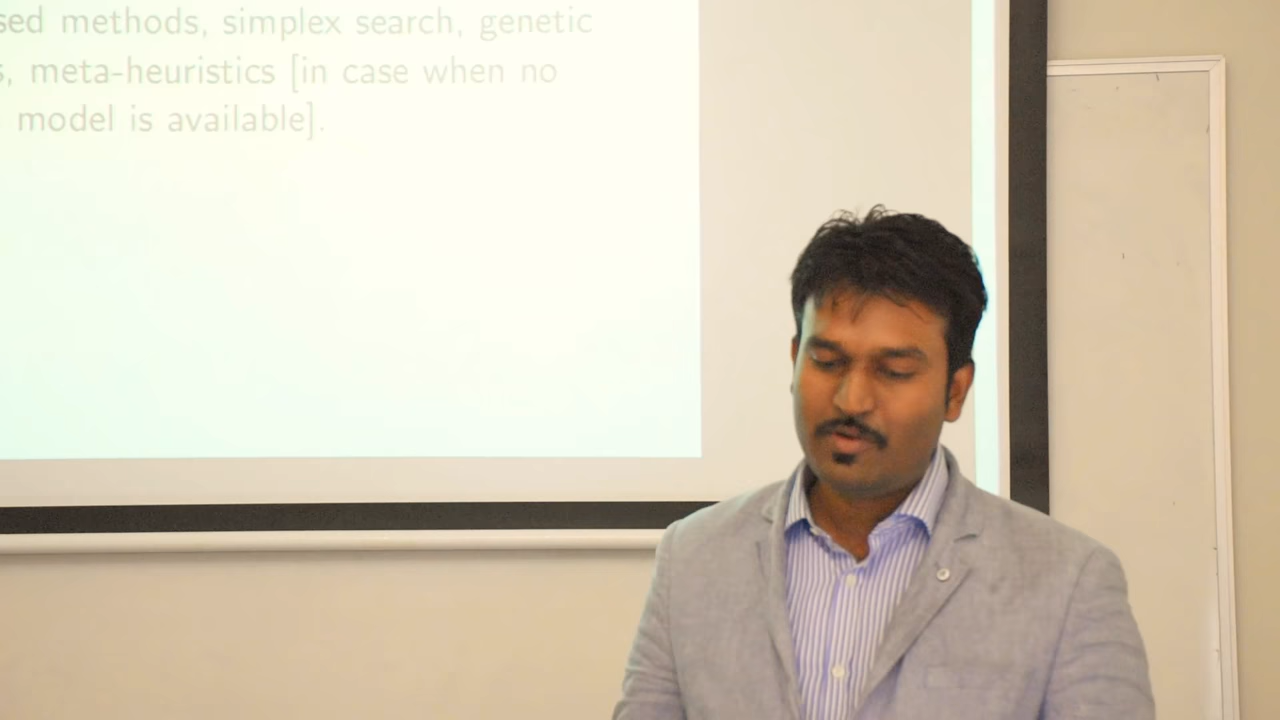 sed methods, simplex search, genetic
s, meta-heuristics [in case when no
model is available].